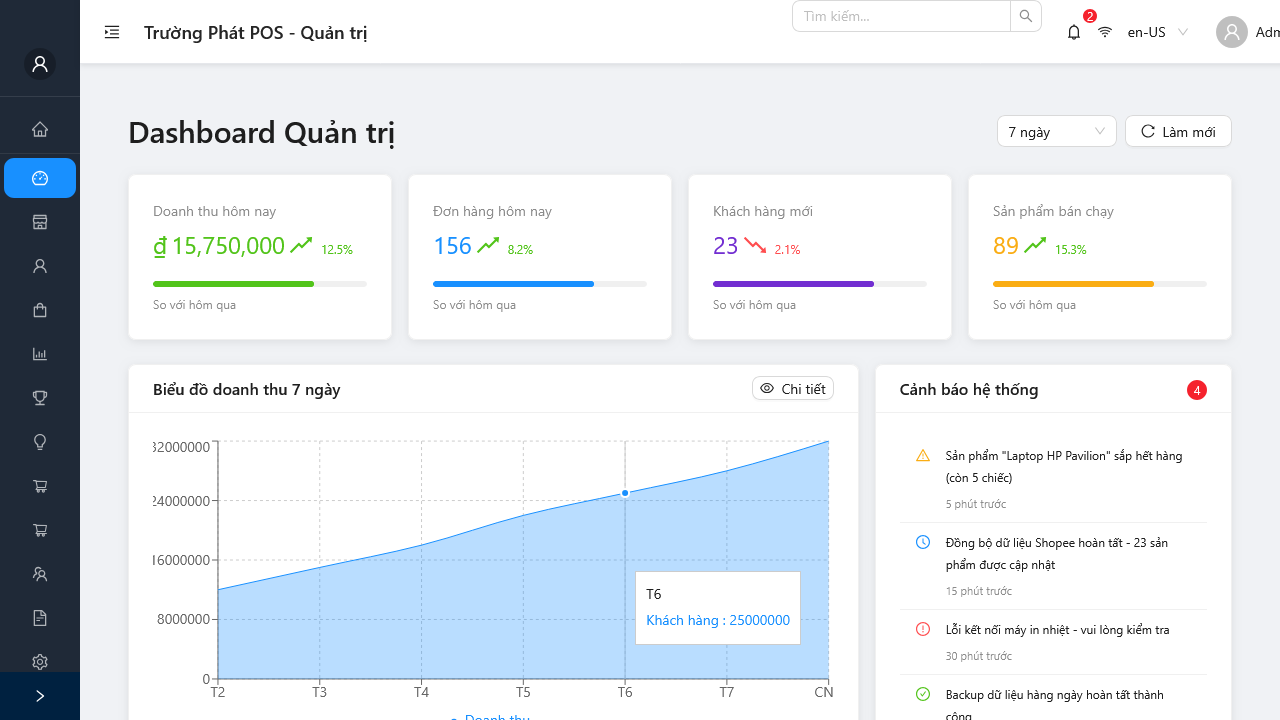 Trường Phát POS - Quản trị
Tìm kiếm...
2
en-US
Adm
Dashboard Quản trị
7 ngày
Làm mới
Doanh thu hôm nay
₫ 15,750,000 12.5%
So với hôm qua
Đơn hàng hôm nay
156 8.2%
So với hôm qua
Khách hàng mới
23 2.1%
So với hôm qua
Sản phẩm bán chạy
89 15.3%
So với hôm qua
Biểu đồ doanh thu 7 ngày
Chi tiết
32000000
24000000
16000000
8000000
0
T2 T3 T4 T5 T6 T7 CN
T6
Khách hàng : 25000000
Doanh thu
Cảnh báo hệ thống
4
Sản phẩm "Laptop HP Pavilion" sắp hết hàng
(còn 5 chiếc)
5 phút trước
Đồng bộ dữ liệu Shopee hoàn tất - 23 sản
phẩm được cập nhật
15 phút trước
Lỗi kết nối máy in nhiệt - vui lòng kiểm tra
30 phút trước
Backup dữ liệu hàng ngày hoàn tất thành
công